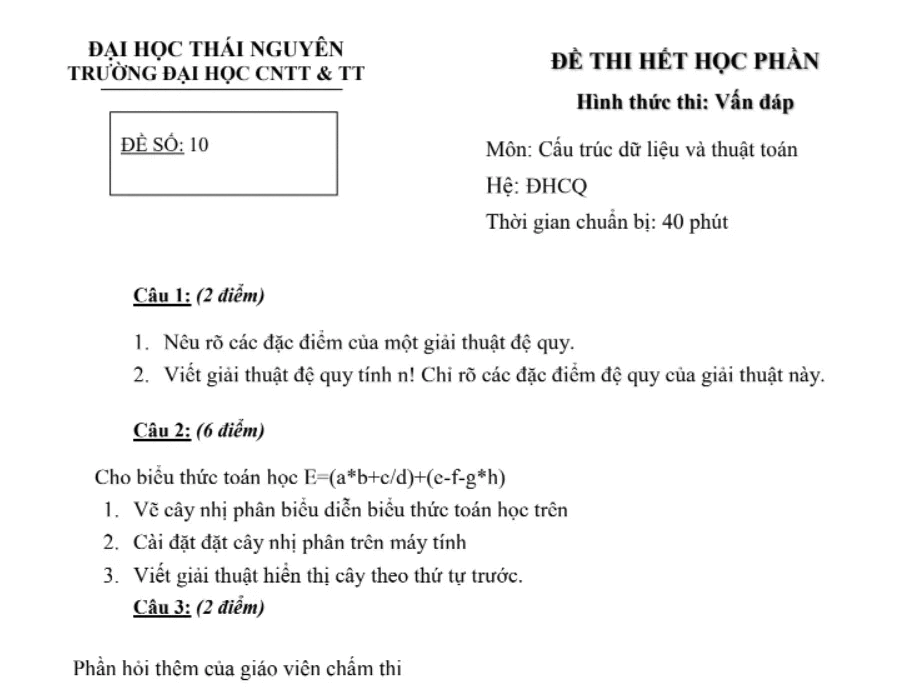 ĐẠI HỌC THÁI NGUYÊN
TRƯỜNG ĐẠI HỌC CNTT & TT
ĐỀ SỐ: 10
ĐỀ THI HẾT HỌC PHẦN
Hình thức thi: Vấn đáp
Môn: Cấu trúc dữ liệu và thuật toán
Hệ: ĐHCQ
Thời gian chuẩn bị: 40 phút
Câu 1: (2 điểm)
1. Nêu rõ các đặc điểm của một giải thuật đệ quy.
2. Viết giải thuật đệ quy tính n! Chỉ rõ các đặc điểm đệ quy của giải thuật này.
Câu 2: (6 điểm)
Cho biểu thức toán học E=(a*b+c/d)+(e-f-g*h)
1. Vẽ cây nhị phân biểu diễn biểu thức toán học trên
2. Cài đặt đặt cây nhị phân trên máy tính
3. Viết giải thuật hiển thị cây theo thứ tự trước.
Câu 3: (2 điểm)
Phần hỏi thêm của giáo viên chấm thi